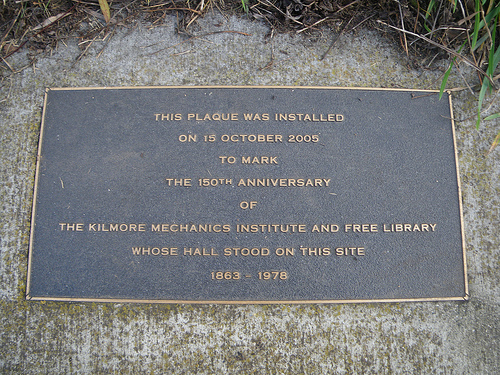 THIS PLAQUE WAS INSTALLED
ON 15 OCTOBER 2005
TO MARK
THE 150TH ANNIVERSARY
OF
THE KILMORE MECHANICS INSTITUTE AND FREE LIBRARY
WHOSE HALL STOOD ON THIS SITE
1863 - 1978